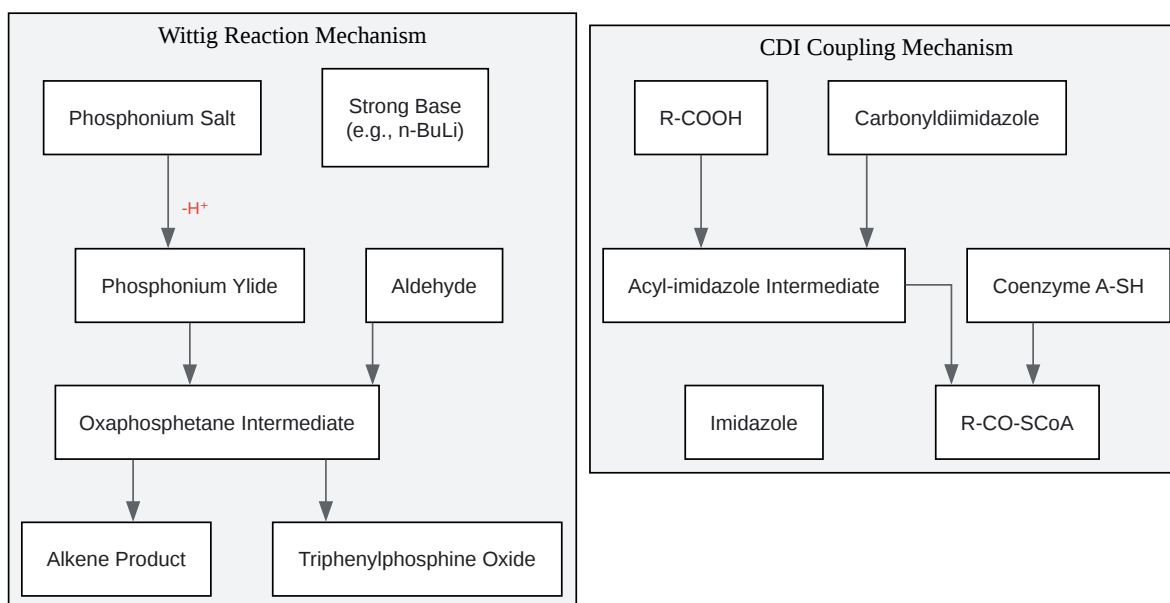 Wittig Reaction Mechanism
Phosphonium Salt
Strong Base
(e.g., n-BuLi)
-H⁺
Phosphonium Ylide
Aldehyde
Oxaphosphetane Intermediate
Alkene Product
Triphenylphosphine Oxide
CDI Coupling Mechanism
R-COOH
Carbonyldiimidazole
Acyl-imidazole Intermediate
Coenzyme A-SH
Imidazole
R-CO-SCoA